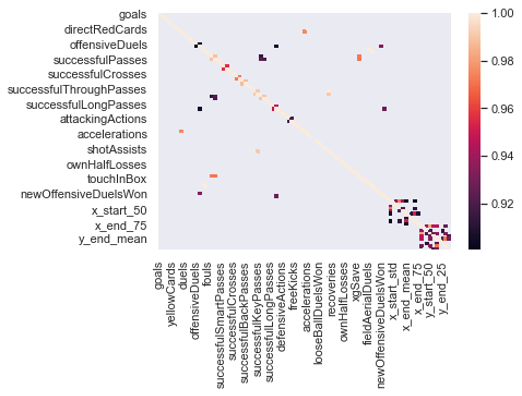 goals
directRedCards
offensiveDuels
successfulPasses
successfulCrosses
successfulThroughPasses
successfulLongPasses
attackingActions
accelerations
shotAssists
ownHalfLosses
touchInBox
newOffensiveDuelsWon
x_start_50
x_end_75
y_end_mean
1.00
0.98
0.96
0.94
0.92
goals
yellowCards
duels
offensiveDuels
fouls
successfulSmartPasses
successfulCrosses
successfulBackPasses
successfulKeyPasses
successfulLongPasses
defensiveActions
freeKicks
accelerations
looseBallDuelsWon
recoveries
ownHalfLosses
xgSave
fieldAerialDuels
newOffensiveDuelsWon
x_start_std
x_end_mean
x_end_75
y_start_50
y_end_25